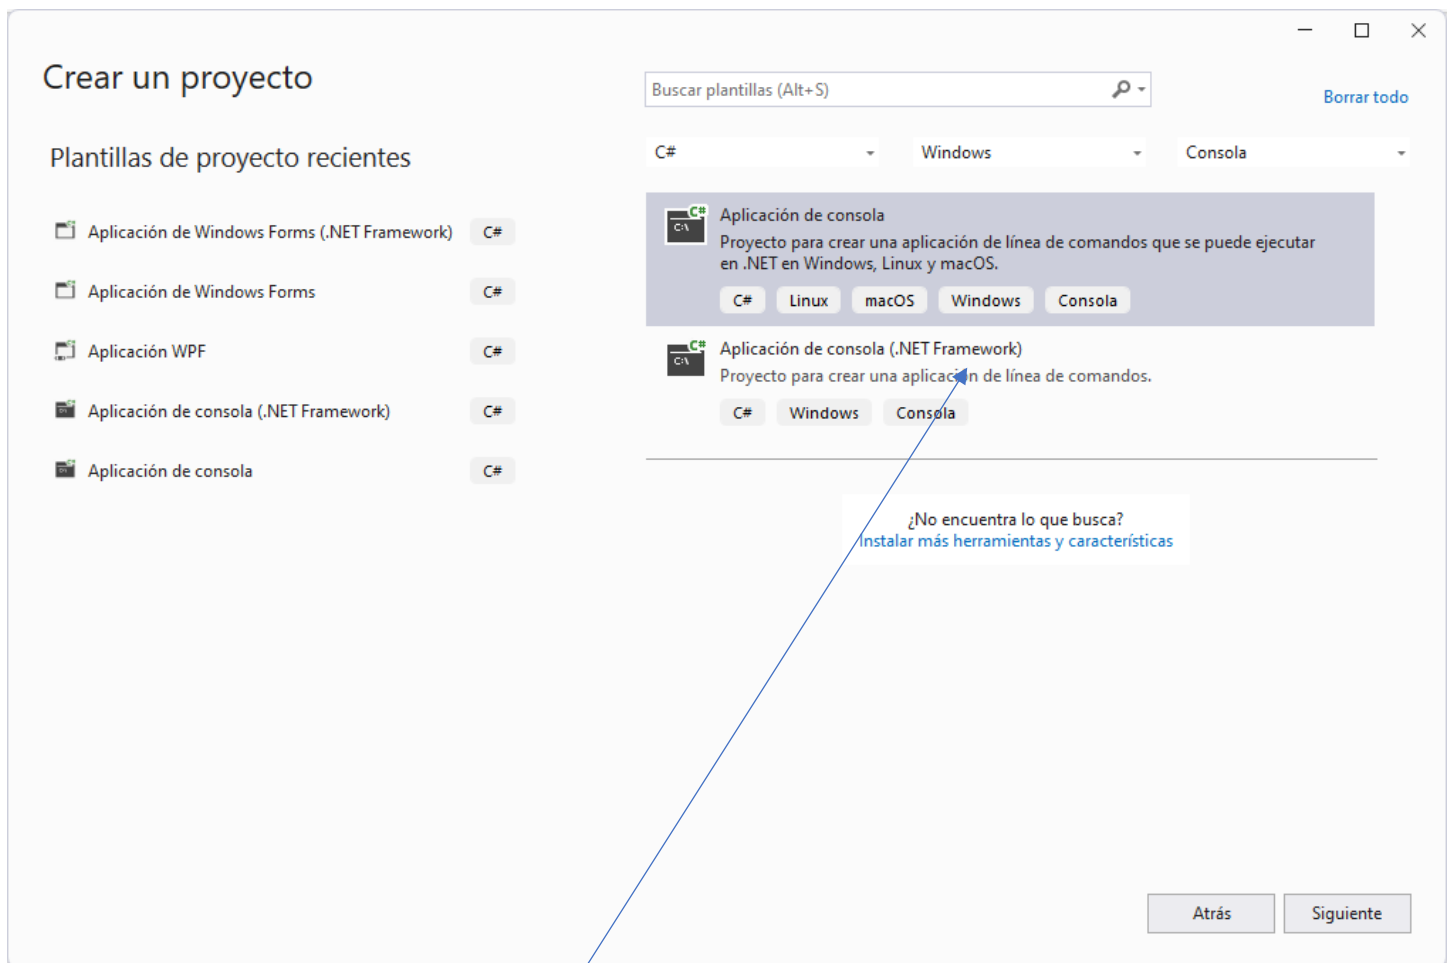 Crear un proyecto
Buscar plantillas (Alt+S)
Borrar todo
Plantillas de proyecto recientes
C#
Windows
Consola
Aplicación de Windows Forms (.NET Framework) C#
Aplicación de Windows Forms C#
Aplicación WPF C#
Aplicación de consola (.NET Framework) C#
Aplicación de consola C#
C#
C:\
Aplicación de consola
Proyecto para crear una aplicación de línea de comandos que se puede ejecutar
en .NET en Windows, Linux y macOS.
C# Linux macOS Windows Consola
C#
C:\
Aplicación de consola (.NET Framework)
Proyecto para crear una aplicación de línea de comandos.
C# Windows Consola
¿No encuentra lo que busca?
Instalar más herramientas y características
Atrás
Siguiente